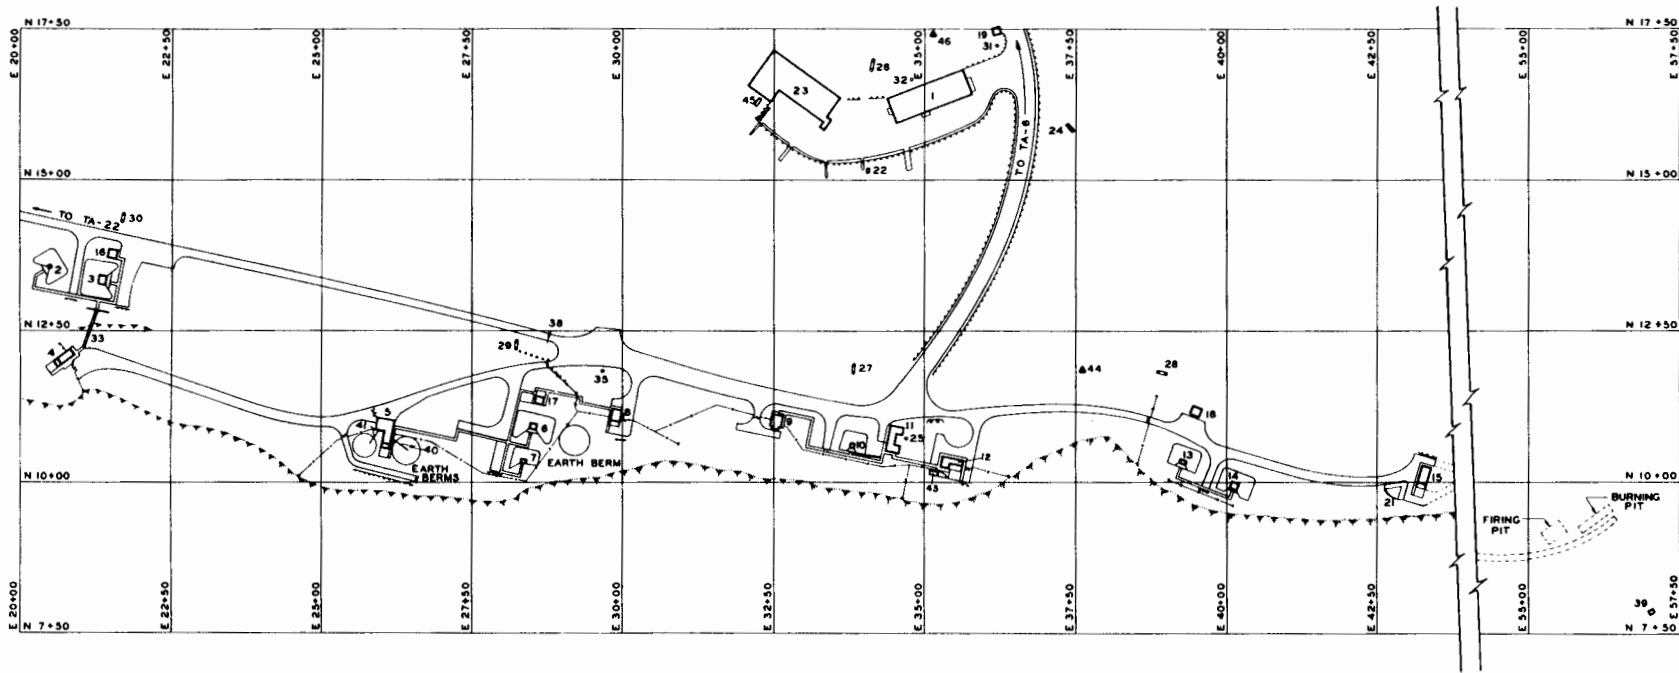 N 17+50
N 17+50
E 20+00
E 22+50
E 25+00
E 27+50
E 30+00
E 32+50
E 35+00
E 37+50
E 40+00
E 42+50
E 55+00
E 57+50
46
19
31
26
32
1
23
45
24
22
TO TA-8
N 15+00
N 15+00
TO TA-22
30
16
2
3
N 12+50
N 12+50
33
4
38
29
35
27
44
28
17
8
5
6
9
11
18
41
40
7
10
25
12
13
EARTH BERMS
EARTH BERM
43
14
15
21
N 10+00
N 10+00
FIRING PIT
BURNING PIT
39
E 20+00
E 22+50
E 25+00
E 27+50
E 30+00
E 32+50
E 35+00
E 37+50
E 40+00
E 42+50
E 55+00
E 57+50
N 7+50
N 7+50